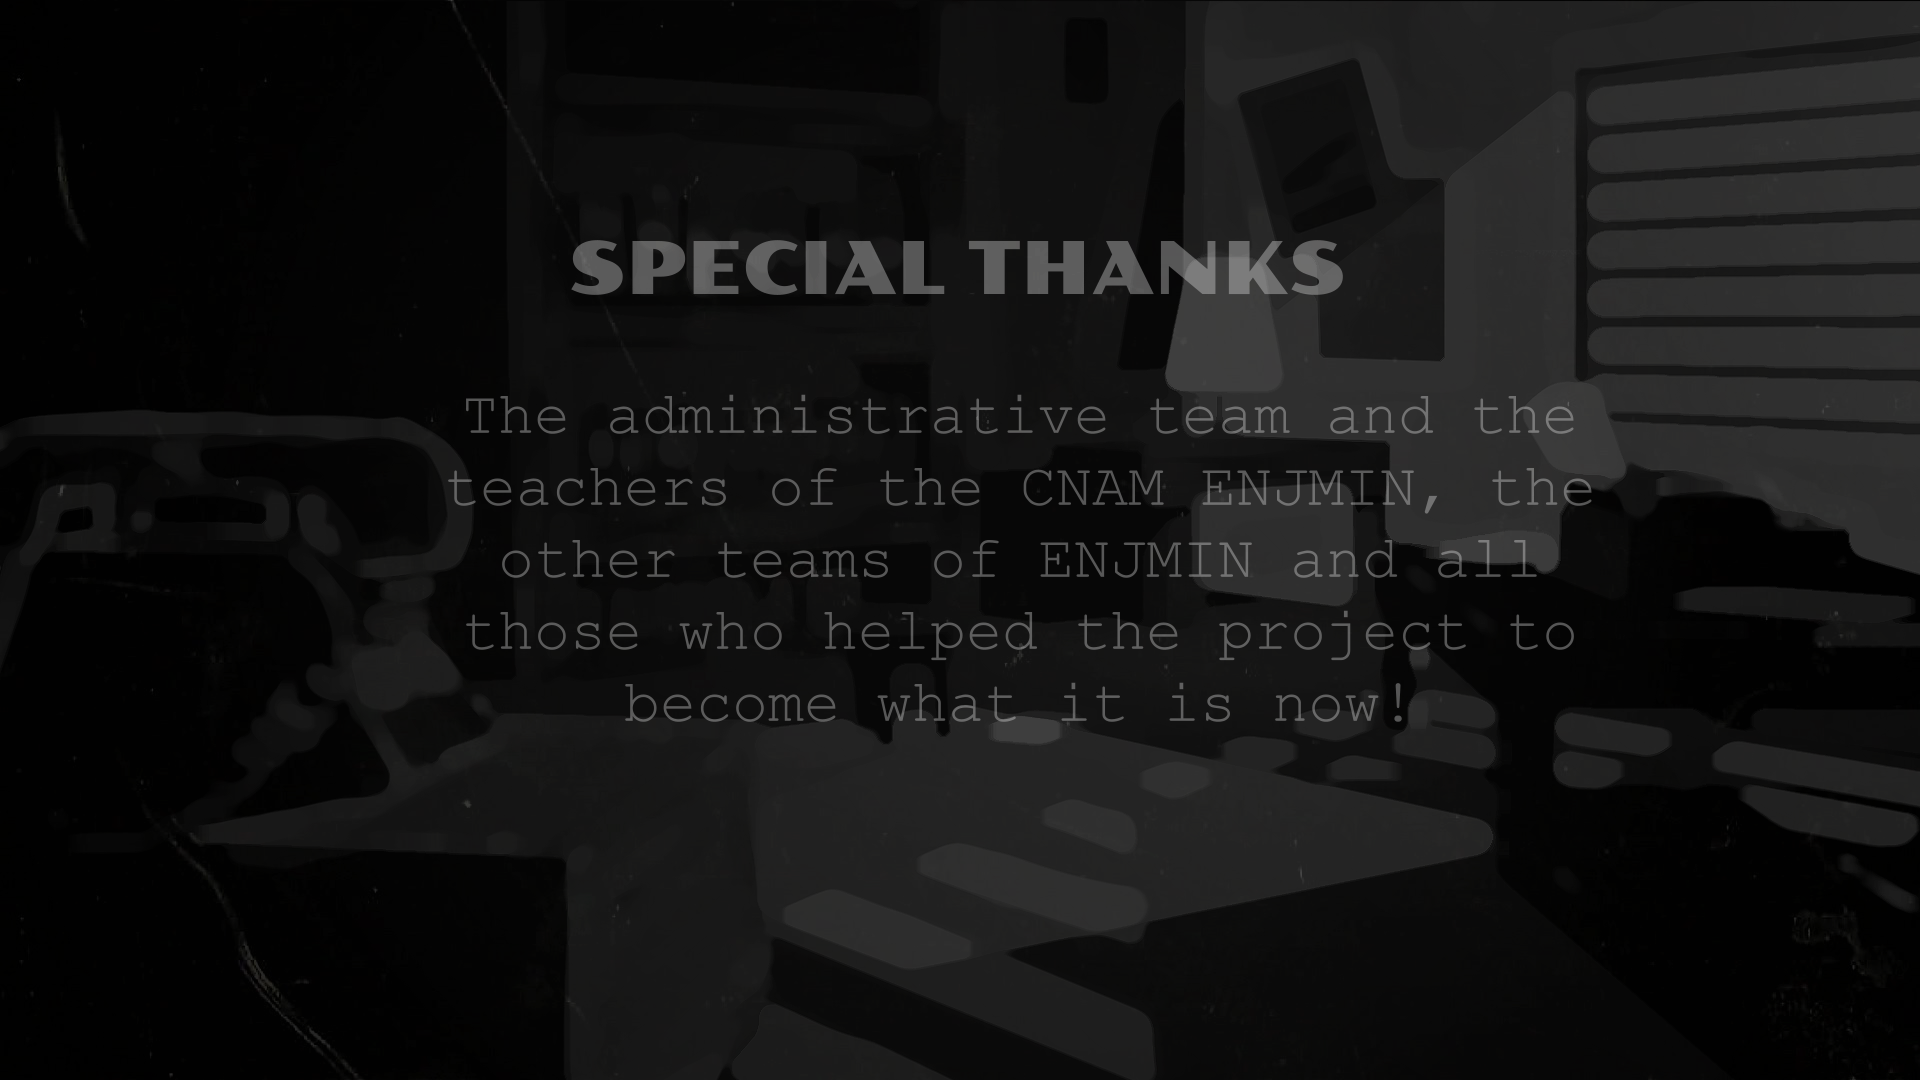 SPECIAL THANKS
The administrative team and the
teachers of the CNAM ENJMIN, the
other teams of ENJMIN and all
those who helped the project to
become what it is now!